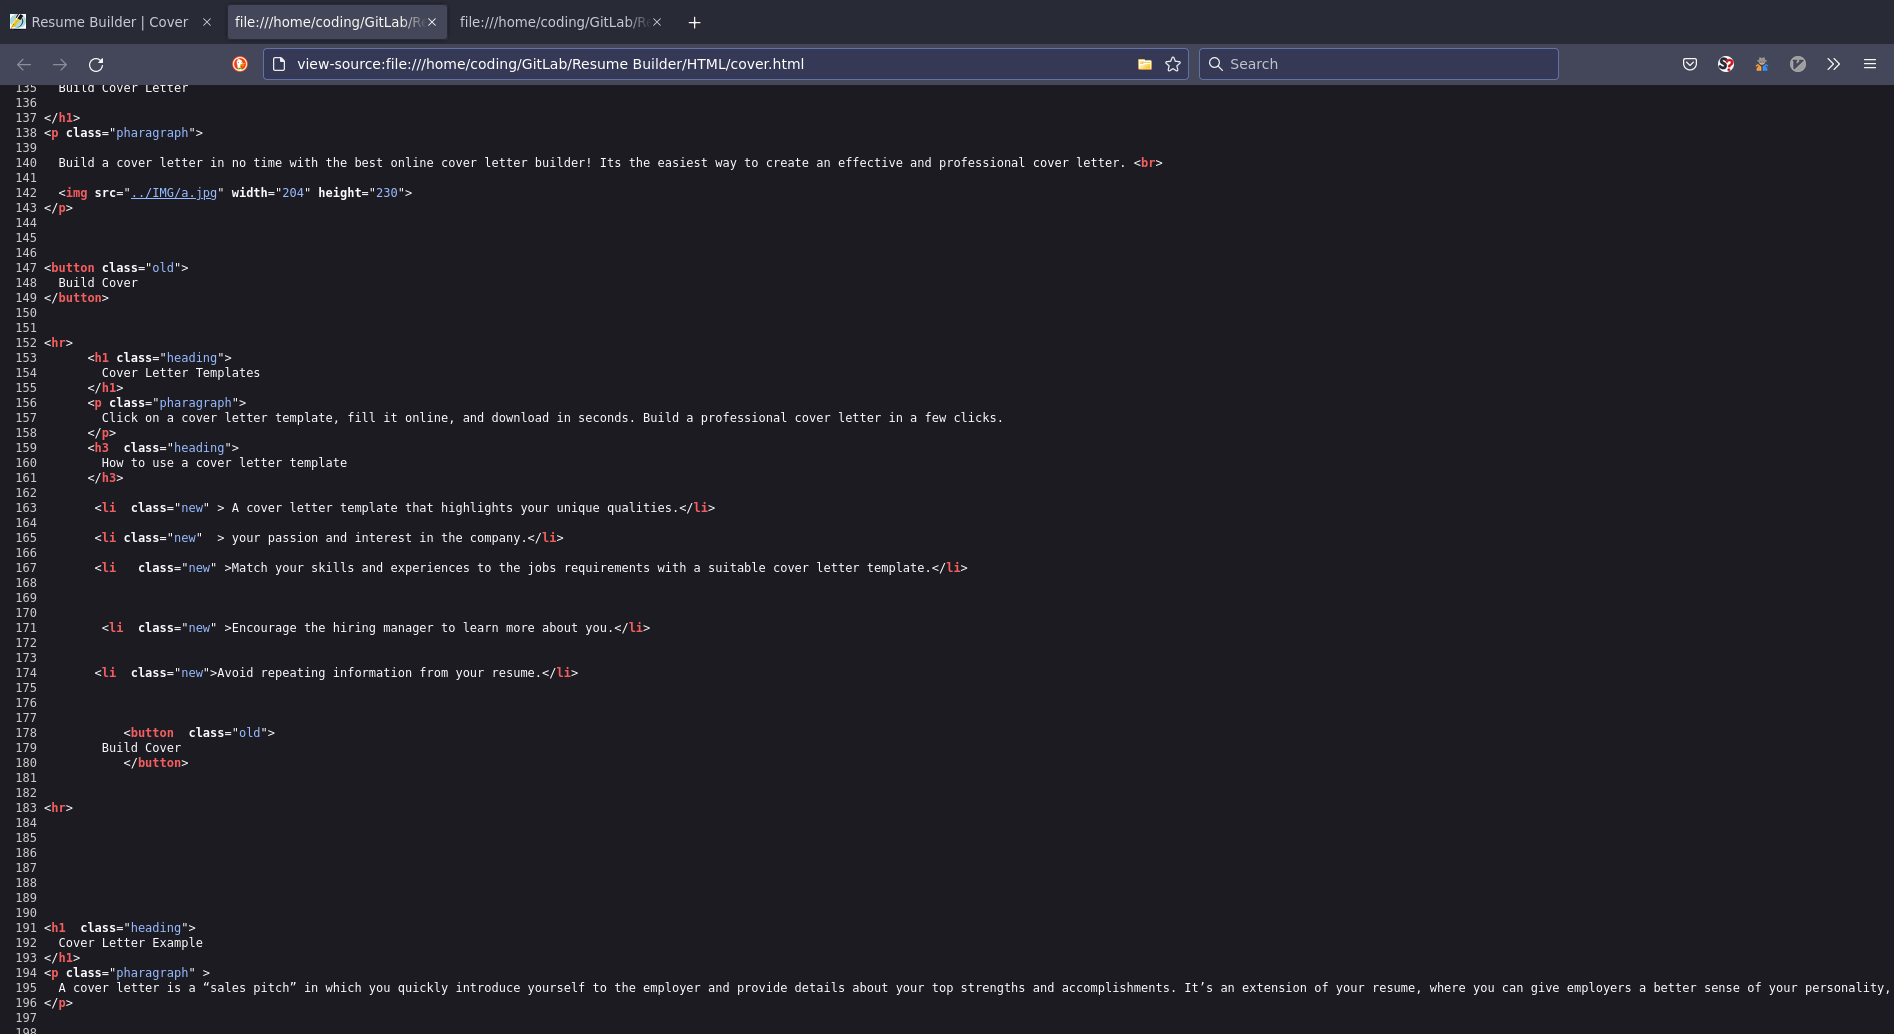 Resume Builder | Cover
file:///home/coding/GitLab/R
file:///home/coding/GitLab/R
view-source:file:///home/coding/GitLab/Resume Builder/HTML/cover.html
Search
135 Build Cover Letter
136
137 </h1>
138 <p class="pharagraph">
139
140 Build a cover letter in no time with the best online cover letter builder! Its the easiest way to create an effective and professional cover letter. <br>
141
142 <img src="../IMG/a.jpg" width="204" height="230">
143 </p>
144
145
146
147 <button class="old">
148 Build Cover
149 </button>
150
151
152 <hr>
153 <h1 class="heading">
154 Cover Letter Templates
155 </h1>
156 <p class="pharagraph">
157 Click on a cover letter template, fill it online, and download in seconds. Build a professional cover letter in a few clicks.
158 </p>
159 <h3  class="heading">
160 How to use a cover letter template
161 </h3>
162
163 <li  class="new" > A cover letter template that highlights your unique qualities.</li>
164
165 <li class="new"  > your passion and interest in the company.</li>
166
167 <li   class="new" >Match your skills and experiences to the jobs requirements with a suitable cover letter template.</li>
168
169
170
171 <li  class="new" >Encourage the hiring manager to learn more about you.</li>
172
173
174 <li  class="new">Avoid repeating information from your resume.</li>
175
176
177
178 <button  class="old">
179 Build Cover
180 </button>
181
182
183 <hr>
184
185
186
187
188
189
190
191 <h1  class="heading">
192 Cover Letter Example
193 </h1>
194 <p class="pharagraph" >
195 A cover letter is a “sales pitch” in which you quickly introduce yourself to the employer and provide details about your top strengths and accomplishments. It’s an extension of your resume, where you can give employers a better sense of your personality,
196 </p>
197
198